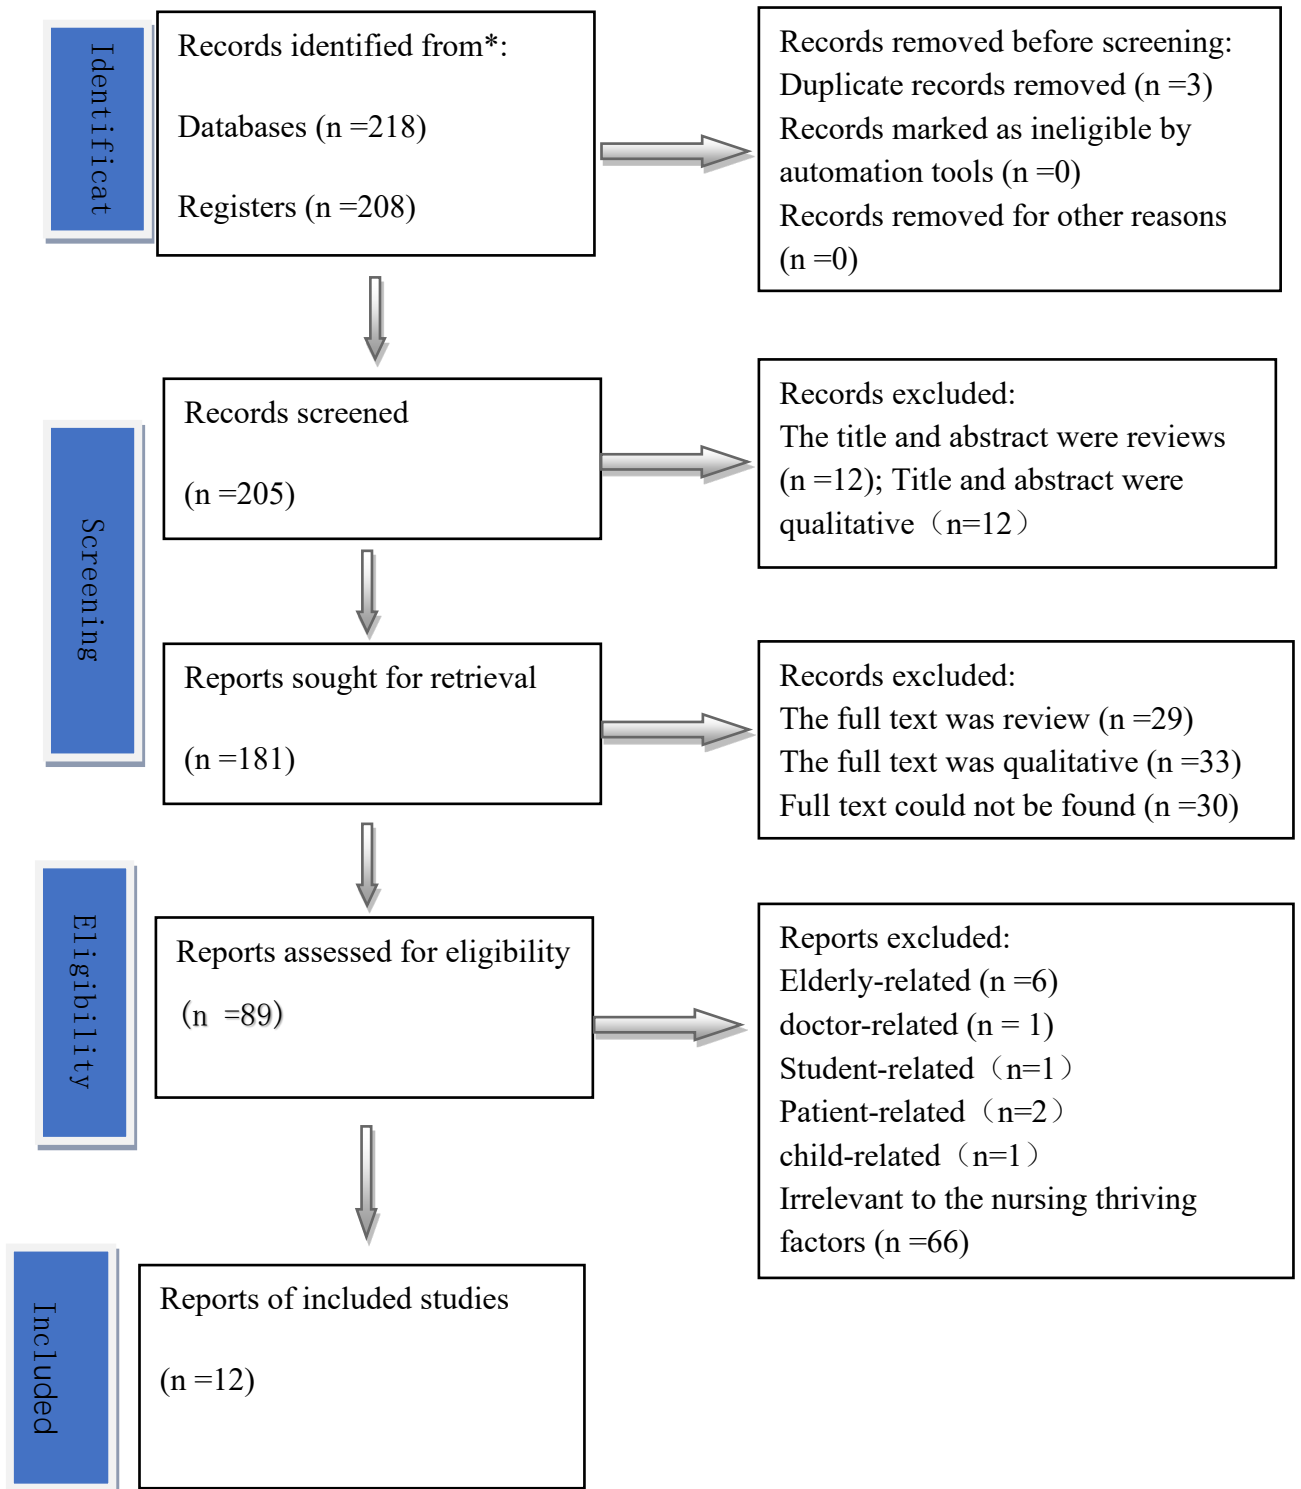 Identificat
Records identified from*:
Databases (n =218)
Registers (n =208)
Records removed before screening:
Duplicate records removed (n =3)
Records marked as ineligible by
automation tools (n =0)
Records removed for other reasons
(n =0)
Screening
Records screened
(n =205)
Records excluded:
The title and abstract were reviews
(n =12); Title and abstract were
qualitative（n=12）
Reports sought for retrieval
(n =181)
Records excluded:
The full text was review (n =29)
The full text was qualitative (n =33)
Full text could not be found (n =30)
Eligibility
Reports assessed for eligibility
(n =89)
Reports excluded:
Elderly-related (n =6)
doctor-related (n = 1)
Student-related（n=1）
Patient-related（n=2）
child-related（n=1）
Irrelevant to the nursing thriving
factors (n =66)
Included
Reports of included studies
(n =12)